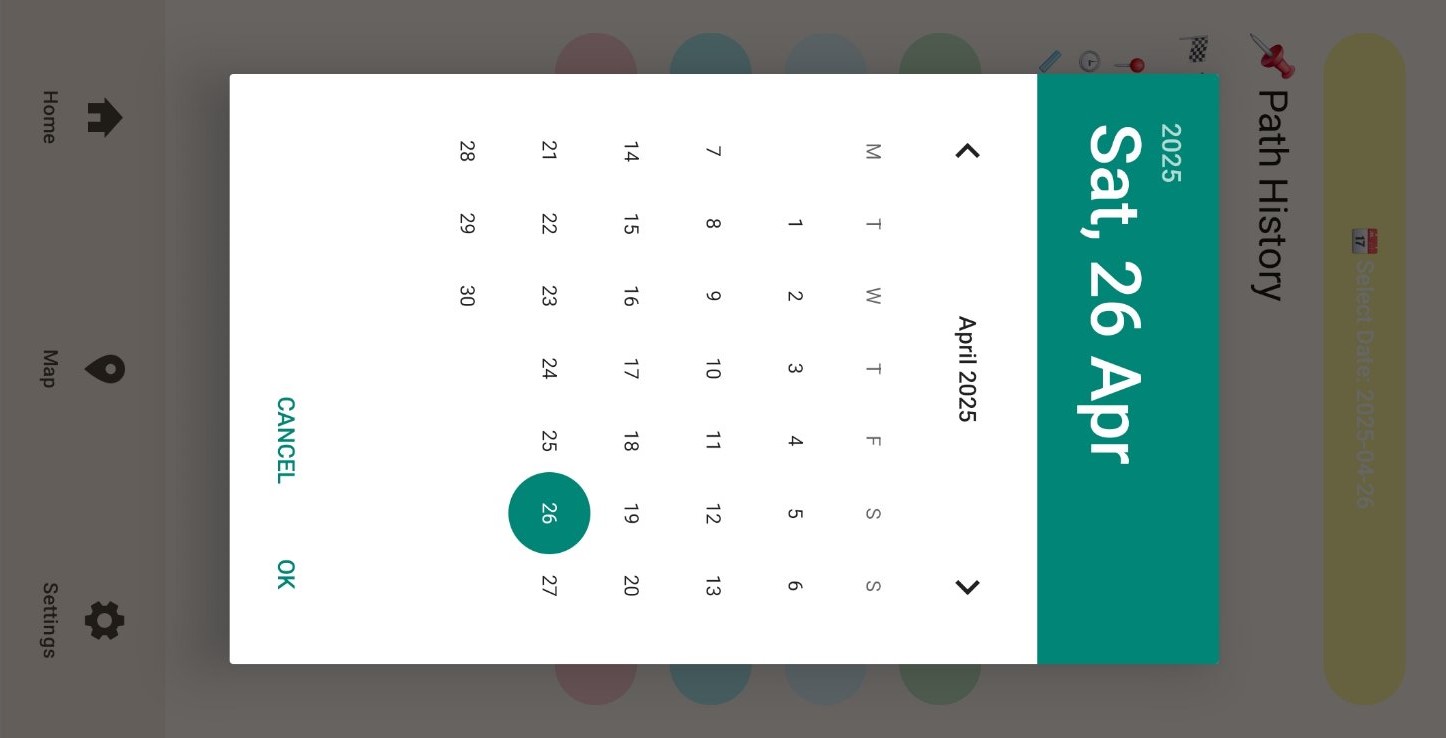 📅 Select Date: 2025-04-26
📌 Path History
2025
Sat, 26 Apr
April 2025
M T W T F S S
1 2 3 4 5 6
7 8 9 10 11 12 13
14 15 16 17 18 19 20
21 22 23 24 25 26 27
28 29 30
CANCEL OK
Home Map Settings